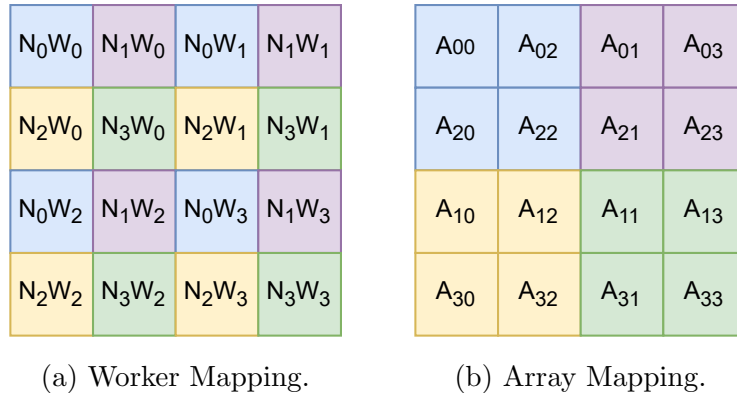 N₀W₀ N₁W₀ N₀W₁ N₁W₁ A00 A₀₂ A₀₁ A₀₃
N₂W₀ N₃W₀ N₂W₁ N₃W₁ A₂₀ A₂₂ A₂₁ A₂₃
N₀W₂ N₁W₂ N₀W₃ N₁W₃ A₁₀ A₁₂ A₁₁ A₁₃
N₂W₂ N₃W₂ N₂W₃ N₃W₃ A₃₀ A₃₂ A₃₁ A₃₃
(a) Worker Mapping. (b) Array Mapping.